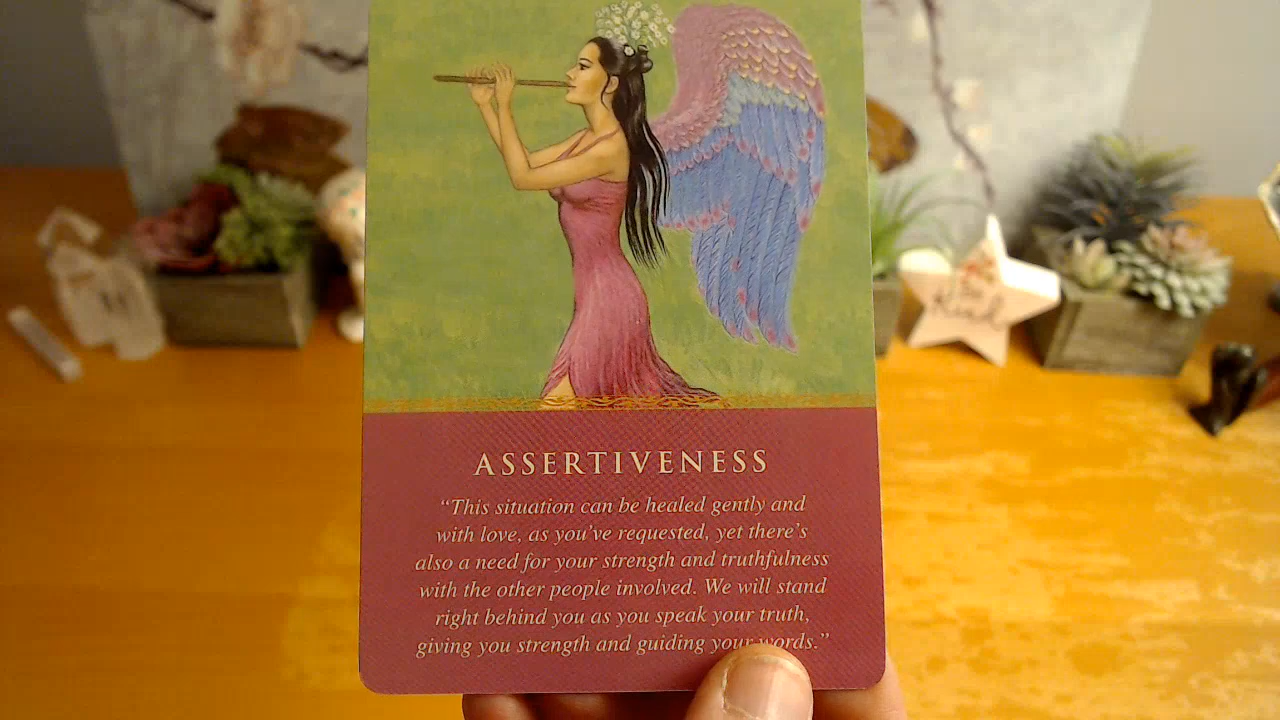 ASSERTIVENESS
“This situation can be healed gently and
with love, as you’ve requested, yet there’s
also a need for your strength and truthfulness
with the other people involved. We will stand
right behind you as you speak your truth,
giving you strength and guiding your words.”
Kind